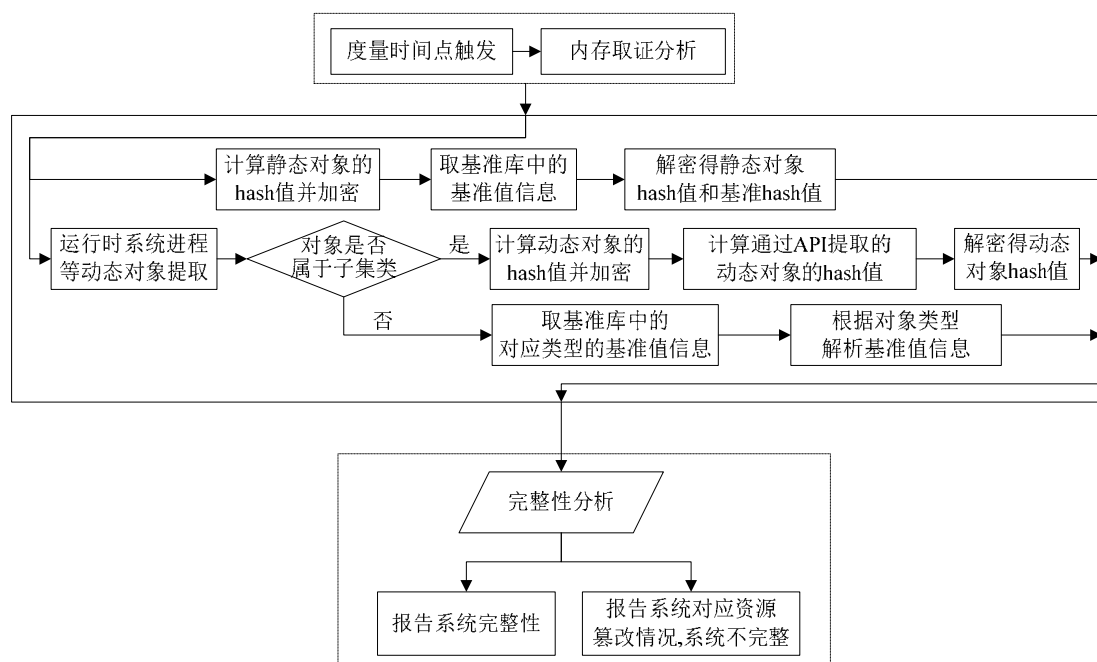 度量时间点触发
内存取证分析
计算静态对象的
hash值并加密
取基准库中的
基准值信息
解密得静态对象
hash值和基准hash值
运行时系统进程
等动态对象提取
对象是否
属于子集类
是
计算动态对象的
hash值并加密
计算通过API提取的
动态对象的hash值
解密得动态
对象hash值
否
取基准库中的
对应类型的基准值信息
根据对象类型
解析基准值信息
完整性分析
报告系统完整性
报告系统对应资源
篡改情况,系统不完整